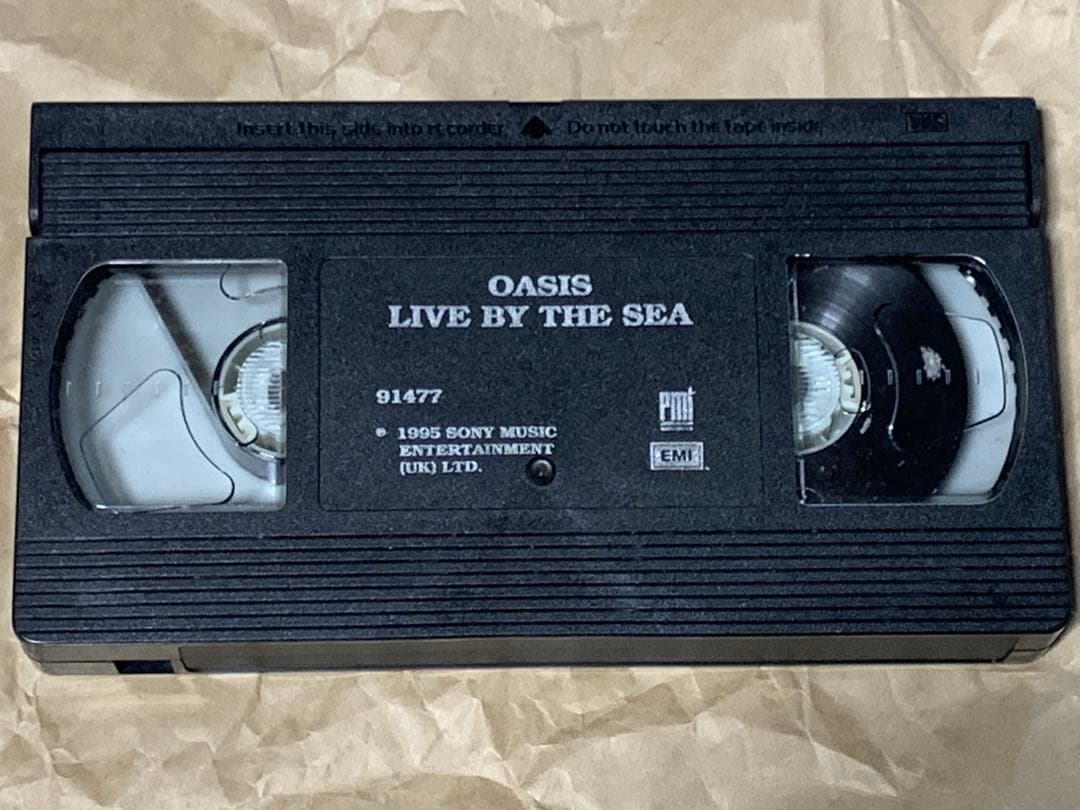 Insert this side into recorder ▲ Do not touch the tape inside VHS
OASIS
LIVE BY THE SEA
91477
℗ 1995 SONY MUSIC
ENTERTAINMENT
(UK) LTD.
PMI
EMI